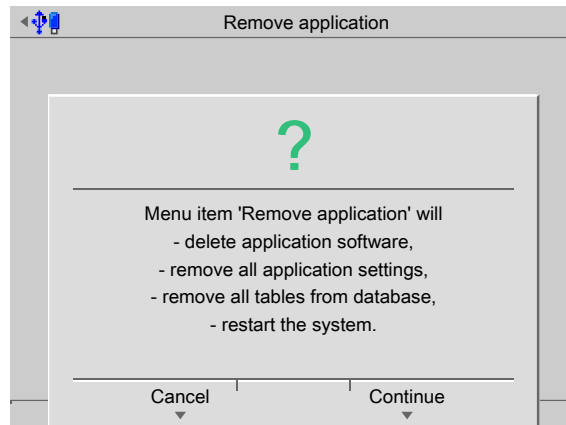 Remove application
?
Menu item 'Remove application' will
- delete application software,
- remove all application settings,
- remove all tables from database,
- restart the system.
Cancel Continue